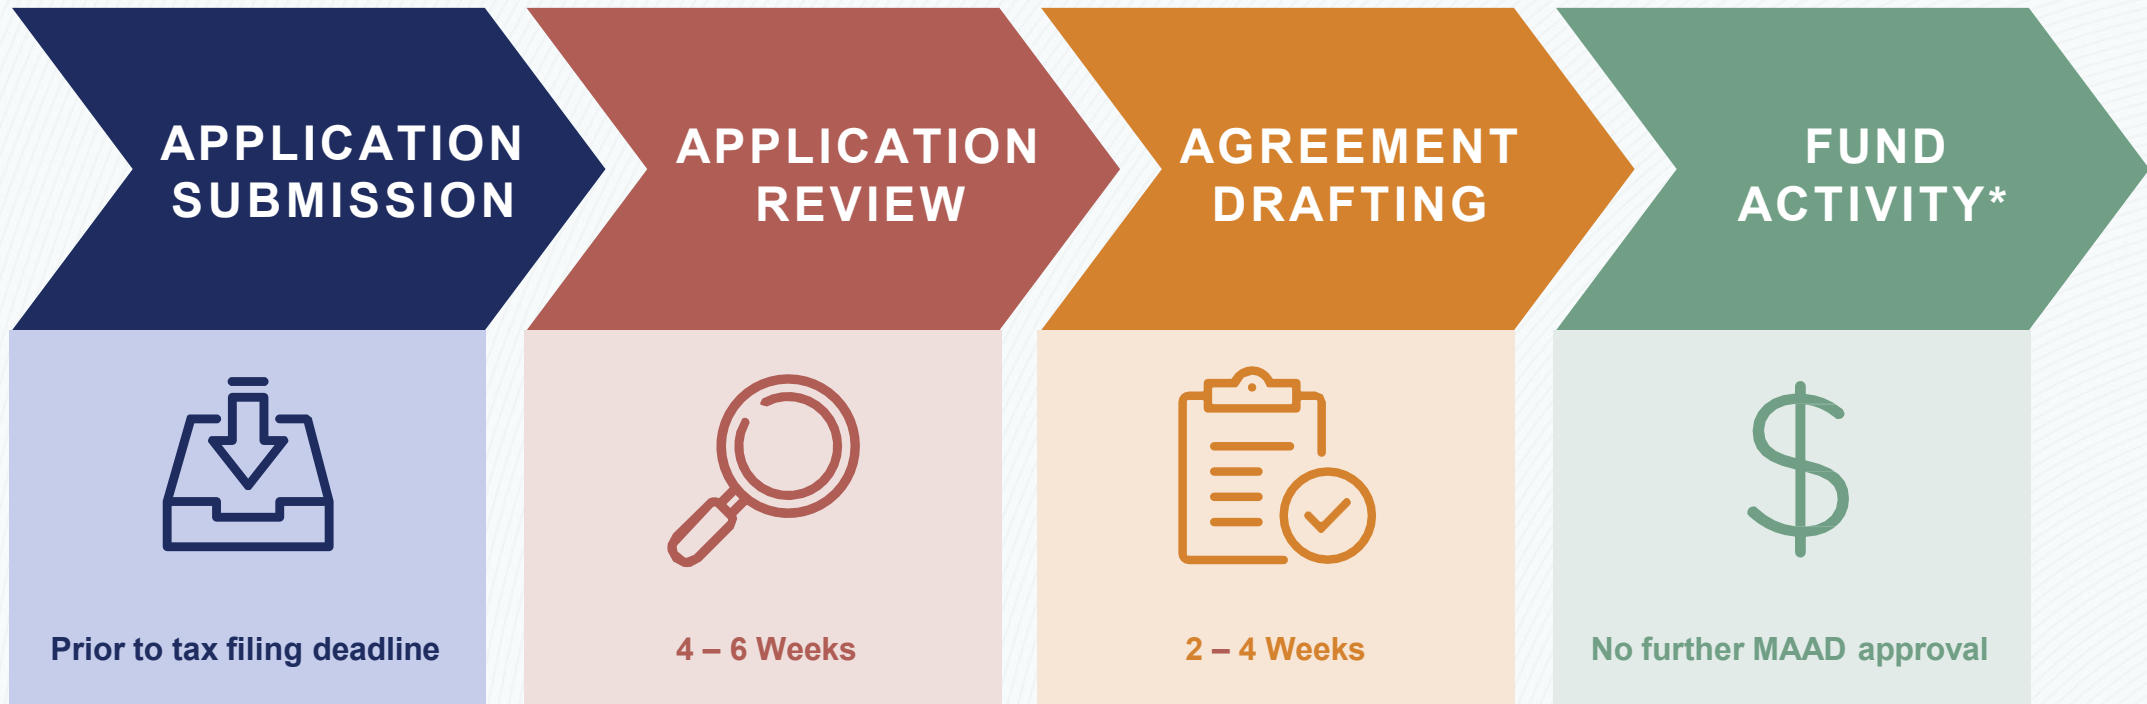 APPLICATION
SUBMISSION
APPLICATION
REVIEW
AGREEMENT
DRAFTING
FUND
ACTIVITY*
Prior to tax filing deadline
4 – 6 Weeks
2 – 4 Weeks
No further MAAD approval